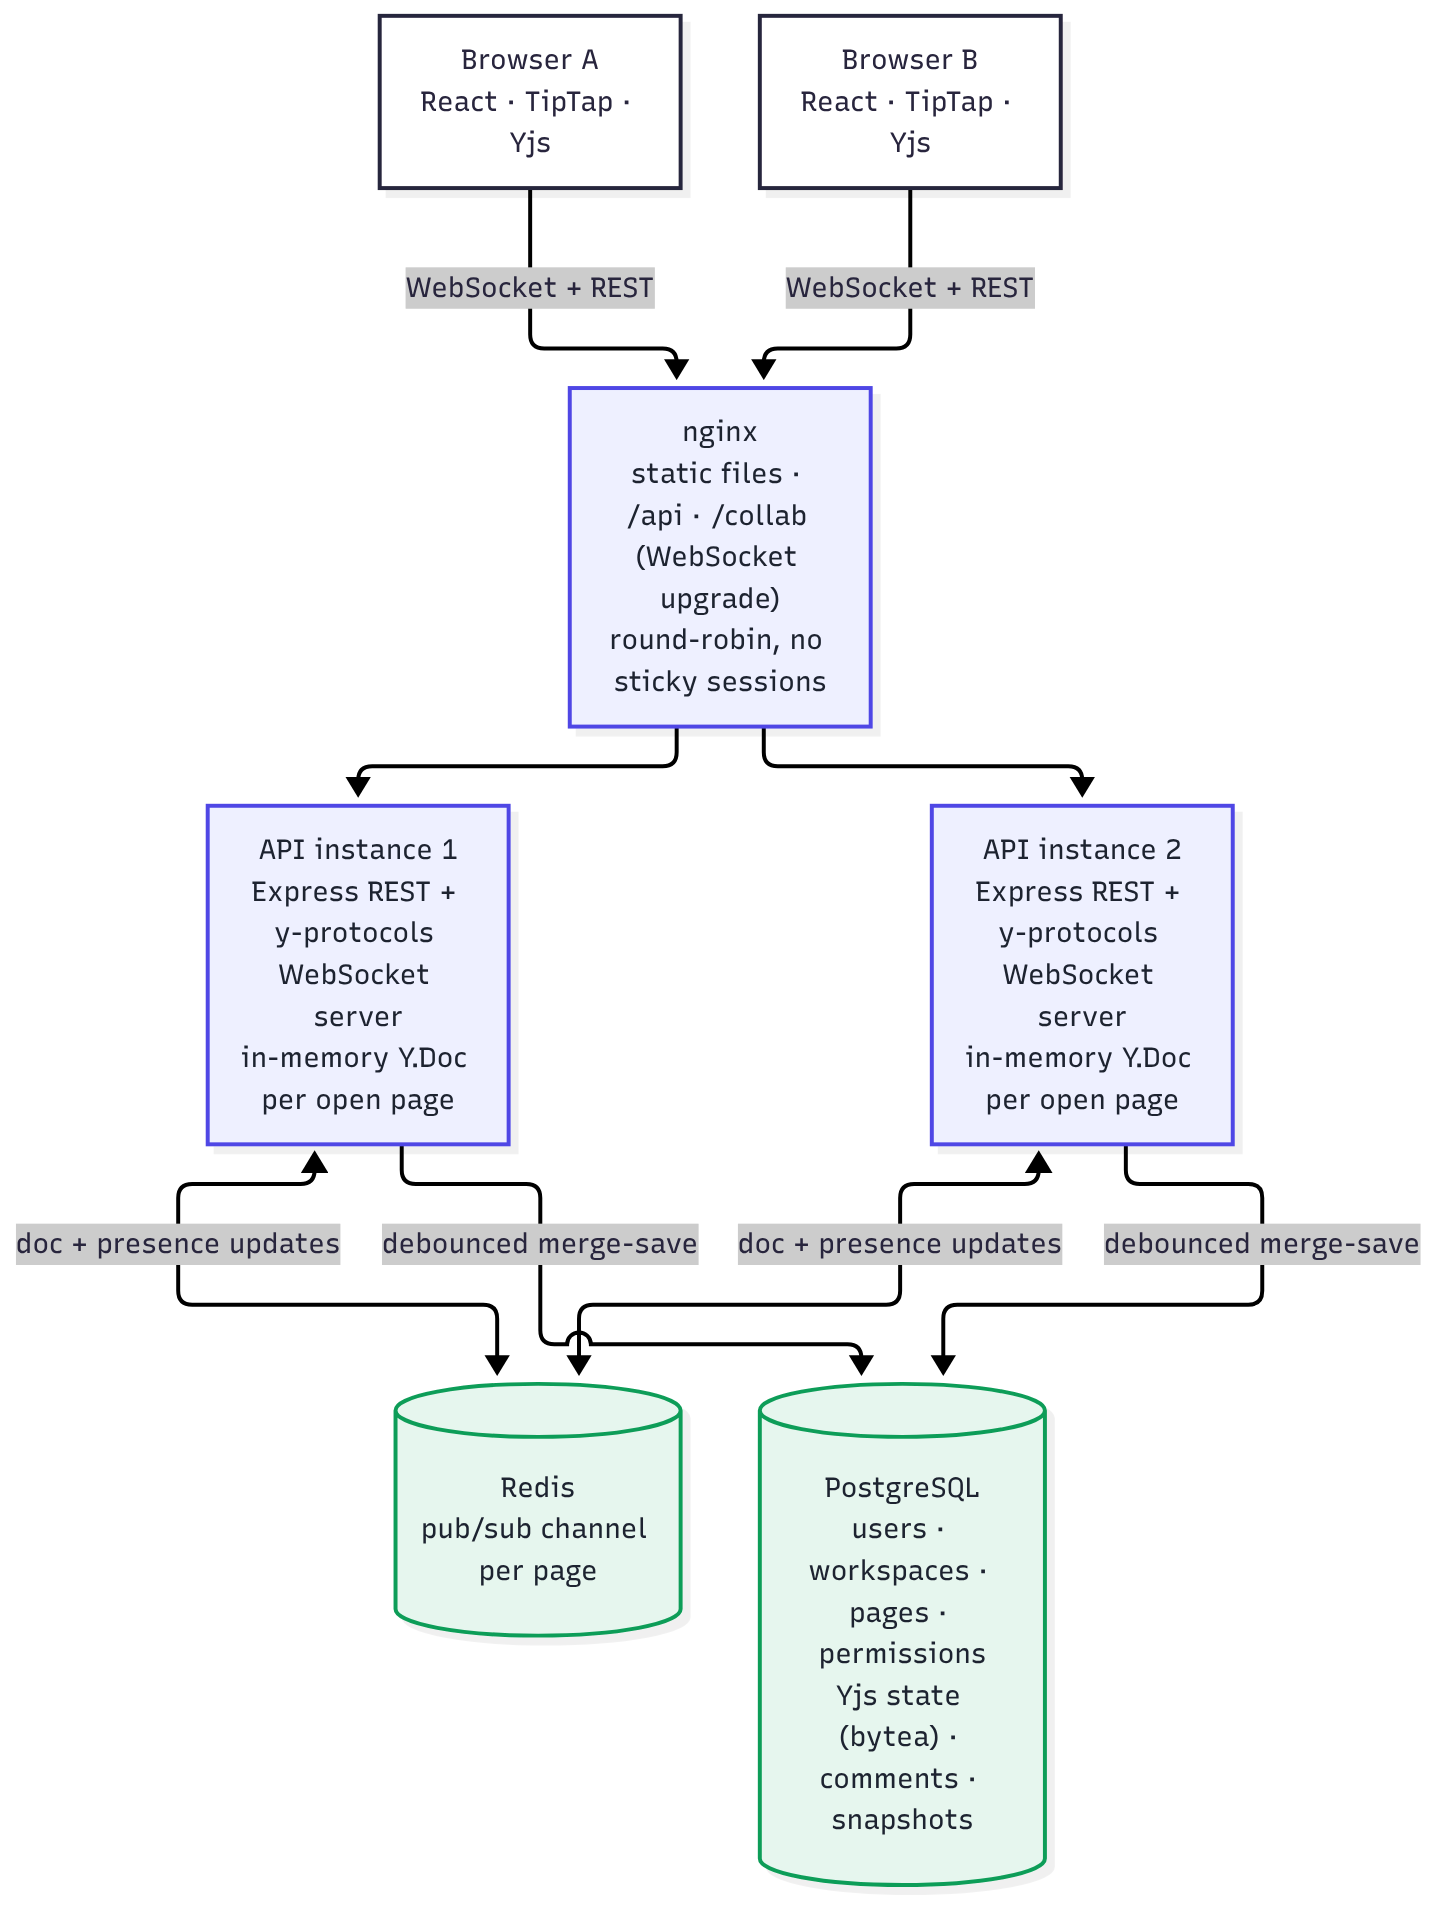 Browser A
React · TipTap ·
Yjs
Browser B
React · TipTap ·
Yjs
WebSocket + REST
WebSocket + REST
nginx
static files ·
/api · /collab
(WebSocket
upgrade)
round-robin, no
sticky sessions
API instance 1
Express REST +
y-protocols
WebSocket
server
in-memory Y.Doc
per open page
API instance 2
Express REST +
y-protocols
WebSocket
server
in-memory Y.Doc
per open page
doc + presence updates
debounced merge-save
doc + presence updates
debounced merge-save
Redis
pub/sub channel
per page
PostgreSQL
users ·
workspaces ·
pages ·
permissions
Yjs state
(bytea) ·
comments ·
snapshots